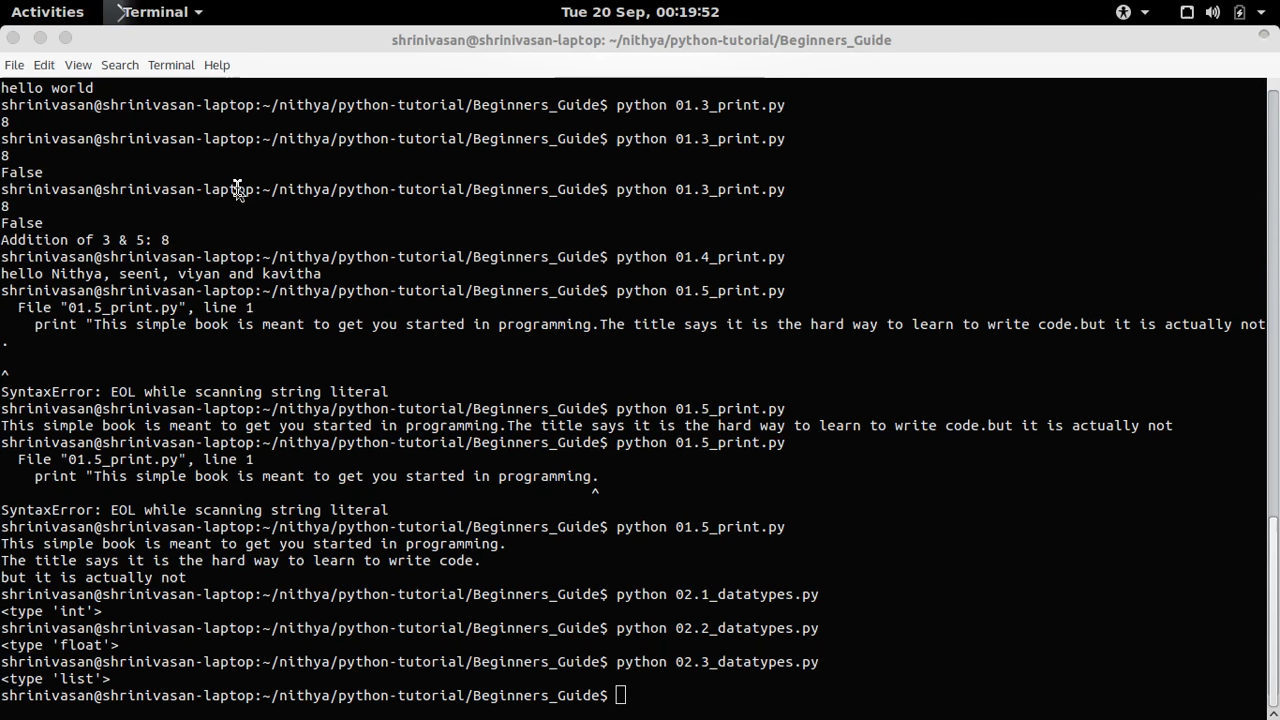 Activities Terminal Tue 20 Sep, 00:19:52
shrinivasan@shrinivasan-laptop: ~/nithya/python-tutorial/Beginners_Guide
File Edit View Search Terminal Help
hello world
shrinivasan@shrinivasan-laptop:~/nithya/python-tutorial/Beginners_Guide$ python 01.3_print.py
8
shrinivasan@shrinivasan-laptop:~/nithya/python-tutorial/Beginners_Guide$ python 01.3_print.py
8
False
shrinivasan@shrinivasan-laptop:~/nithya/python-tutorial/Beginners_Guide$ python 01.3_print.py
8
False
Addition of 3 & 5: 8
shrinivasan@shrinivasan-laptop:~/nithya/python-tutorial/Beginners_Guide$ python 01.4_print.py
hello Nithya, seeni, viyan and kavitha
shrinivasan@shrinivasan-laptop:~/nithya/python-tutorial/Beginners_Guide$ python 01.5_print.py
  File "01.5_print.py", line 1
    print "This simple book is meant to get you started in programming.The title says it is the hard way to learn to write code.but it is actually not
.
^
SyntaxError: EOL while scanning string literal
shrinivasan@shrinivasan-laptop:~/nithya/python-tutorial/Beginners_Guide$ python 01.5_print.py
This simple book is meant to get you started in programming.The title says it is the hard way to learn to write code.but it is actually not
shrinivasan@shrinivasan-laptop:~/nithya/python-tutorial/Beginners_Guide$ python 01.5_print.py
  File "01.5_print.py", line 1
    print "This simple book is meant to get you started in programming.
                                                                      ^
SyntaxError: EOL while scanning string literal
shrinivasan@shrinivasan-laptop:~/nithya/python-tutorial/Beginners_Guide$ python 01.5_print.py
This simple book is meant to get you started in programming.
The title says it is the hard way to learn to write code.
but it is actually not
shrinivasan@shrinivasan-laptop:~/nithya/python-tutorial/Beginners_Guide$ python 02.1_datatypes.py
<type 'int'>
shrinivasan@shrinivasan-laptop:~/nithya/python-tutorial/Beginners_Guide$ python 02.2_datatypes.py
<type 'float'>
shrinivasan@shrinivasan-laptop:~/nithya/python-tutorial/Beginners_Guide$ python 02.3_datatypes.py
<type 'list'>
shrinivasan@shrinivasan-laptop:~/nithya/python-tutorial/Beginners_Guide$